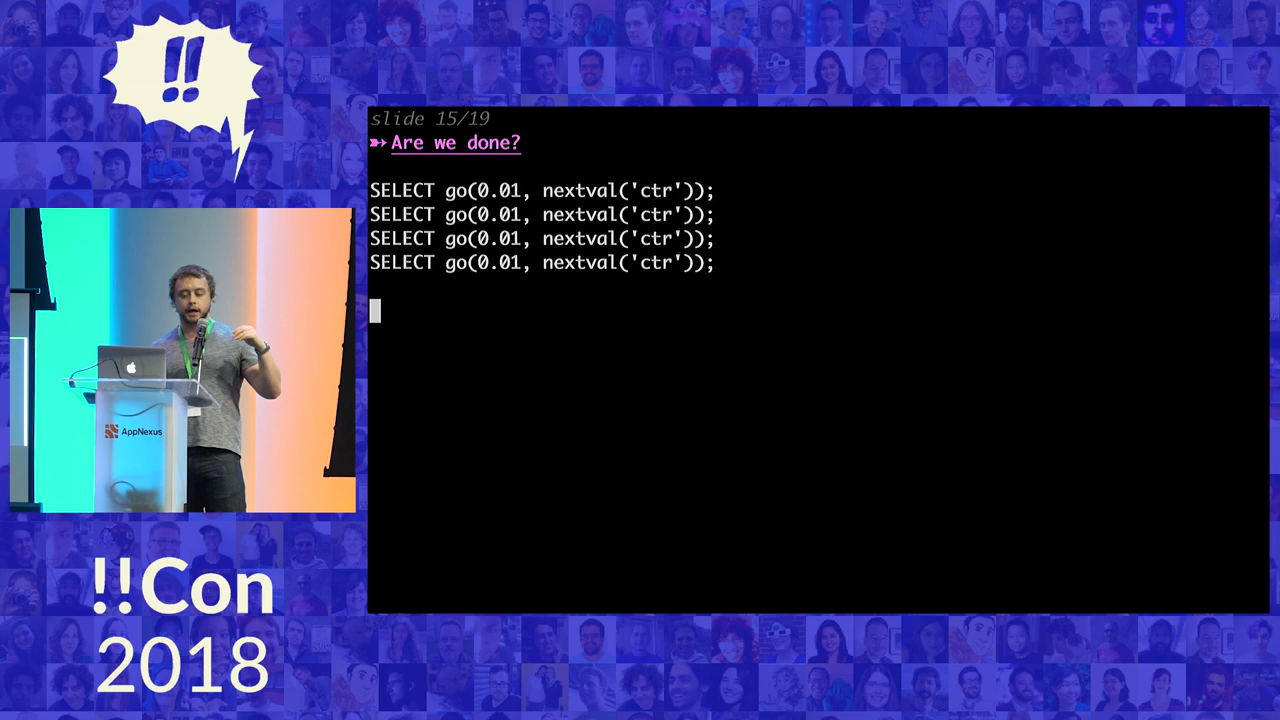 !!
slide 15/19
➳ Are we done?
SELECT go(0.01, nextval('ctr'));
SELECT go(0.01, nextval('ctr'));
SELECT go(0.01, nextval('ctr'));
SELECT go(0.01, nextval('ctr'));
AppNexus
!!Con
2018